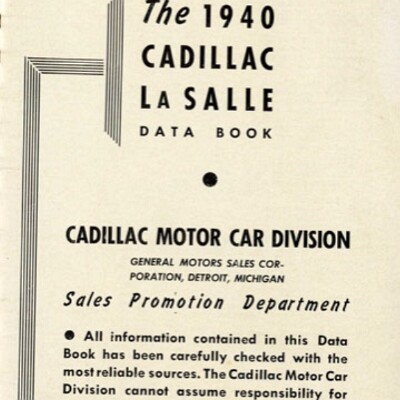 The 1940
CADILLAC
LA SALLE
DATA BOOK
CADILLAC MOTOR CAR DIVISION
GENERAL MOTORS SALES COR-
PORATION, DETROIT, MICHIGAN
Sales Promotion Department
● All information contained in this Data
Book has been carefully checked with the
most reliable sources. The Cadillac Motor Car
Division cannot assume responsibility for